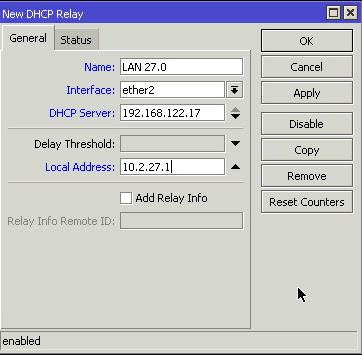 New DHCP Relay
General Status
Name: LAN 27.0
Interface: ether2
DHCP Server: 192.168.122.17
Delay Threshold:
Local Address: 10.2.27.1
Add Relay Info
Relay Info Remote ID:
OK
Cancel
Apply
Disable
Copy
Remove
Reset Counters
enabled